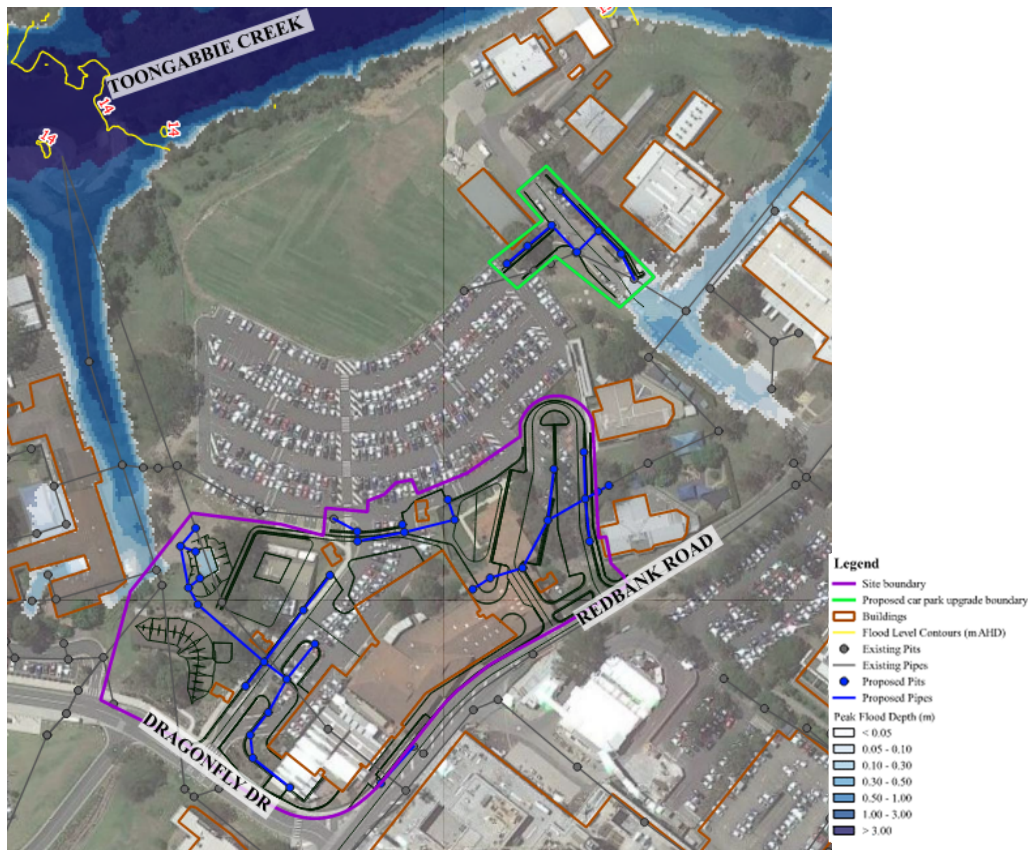 TOONGABBIE CREEK
14
14
14
REDBANK ROAD
DRAGONFLY DR
Legend
Site boundary
Proposed car park upgrade boundary
Buildings
Flood Level Contours (m AHD)
Existing Pits
Existing Pipes
Proposed Pits
Proposed Pipes
Peak Flood Depth (m)
< 0.05
0.05 - 0.10
0.10 - 0.30
0.30 - 0.50
0.50 - 1.00
1.00 - 3.00
> 3.00